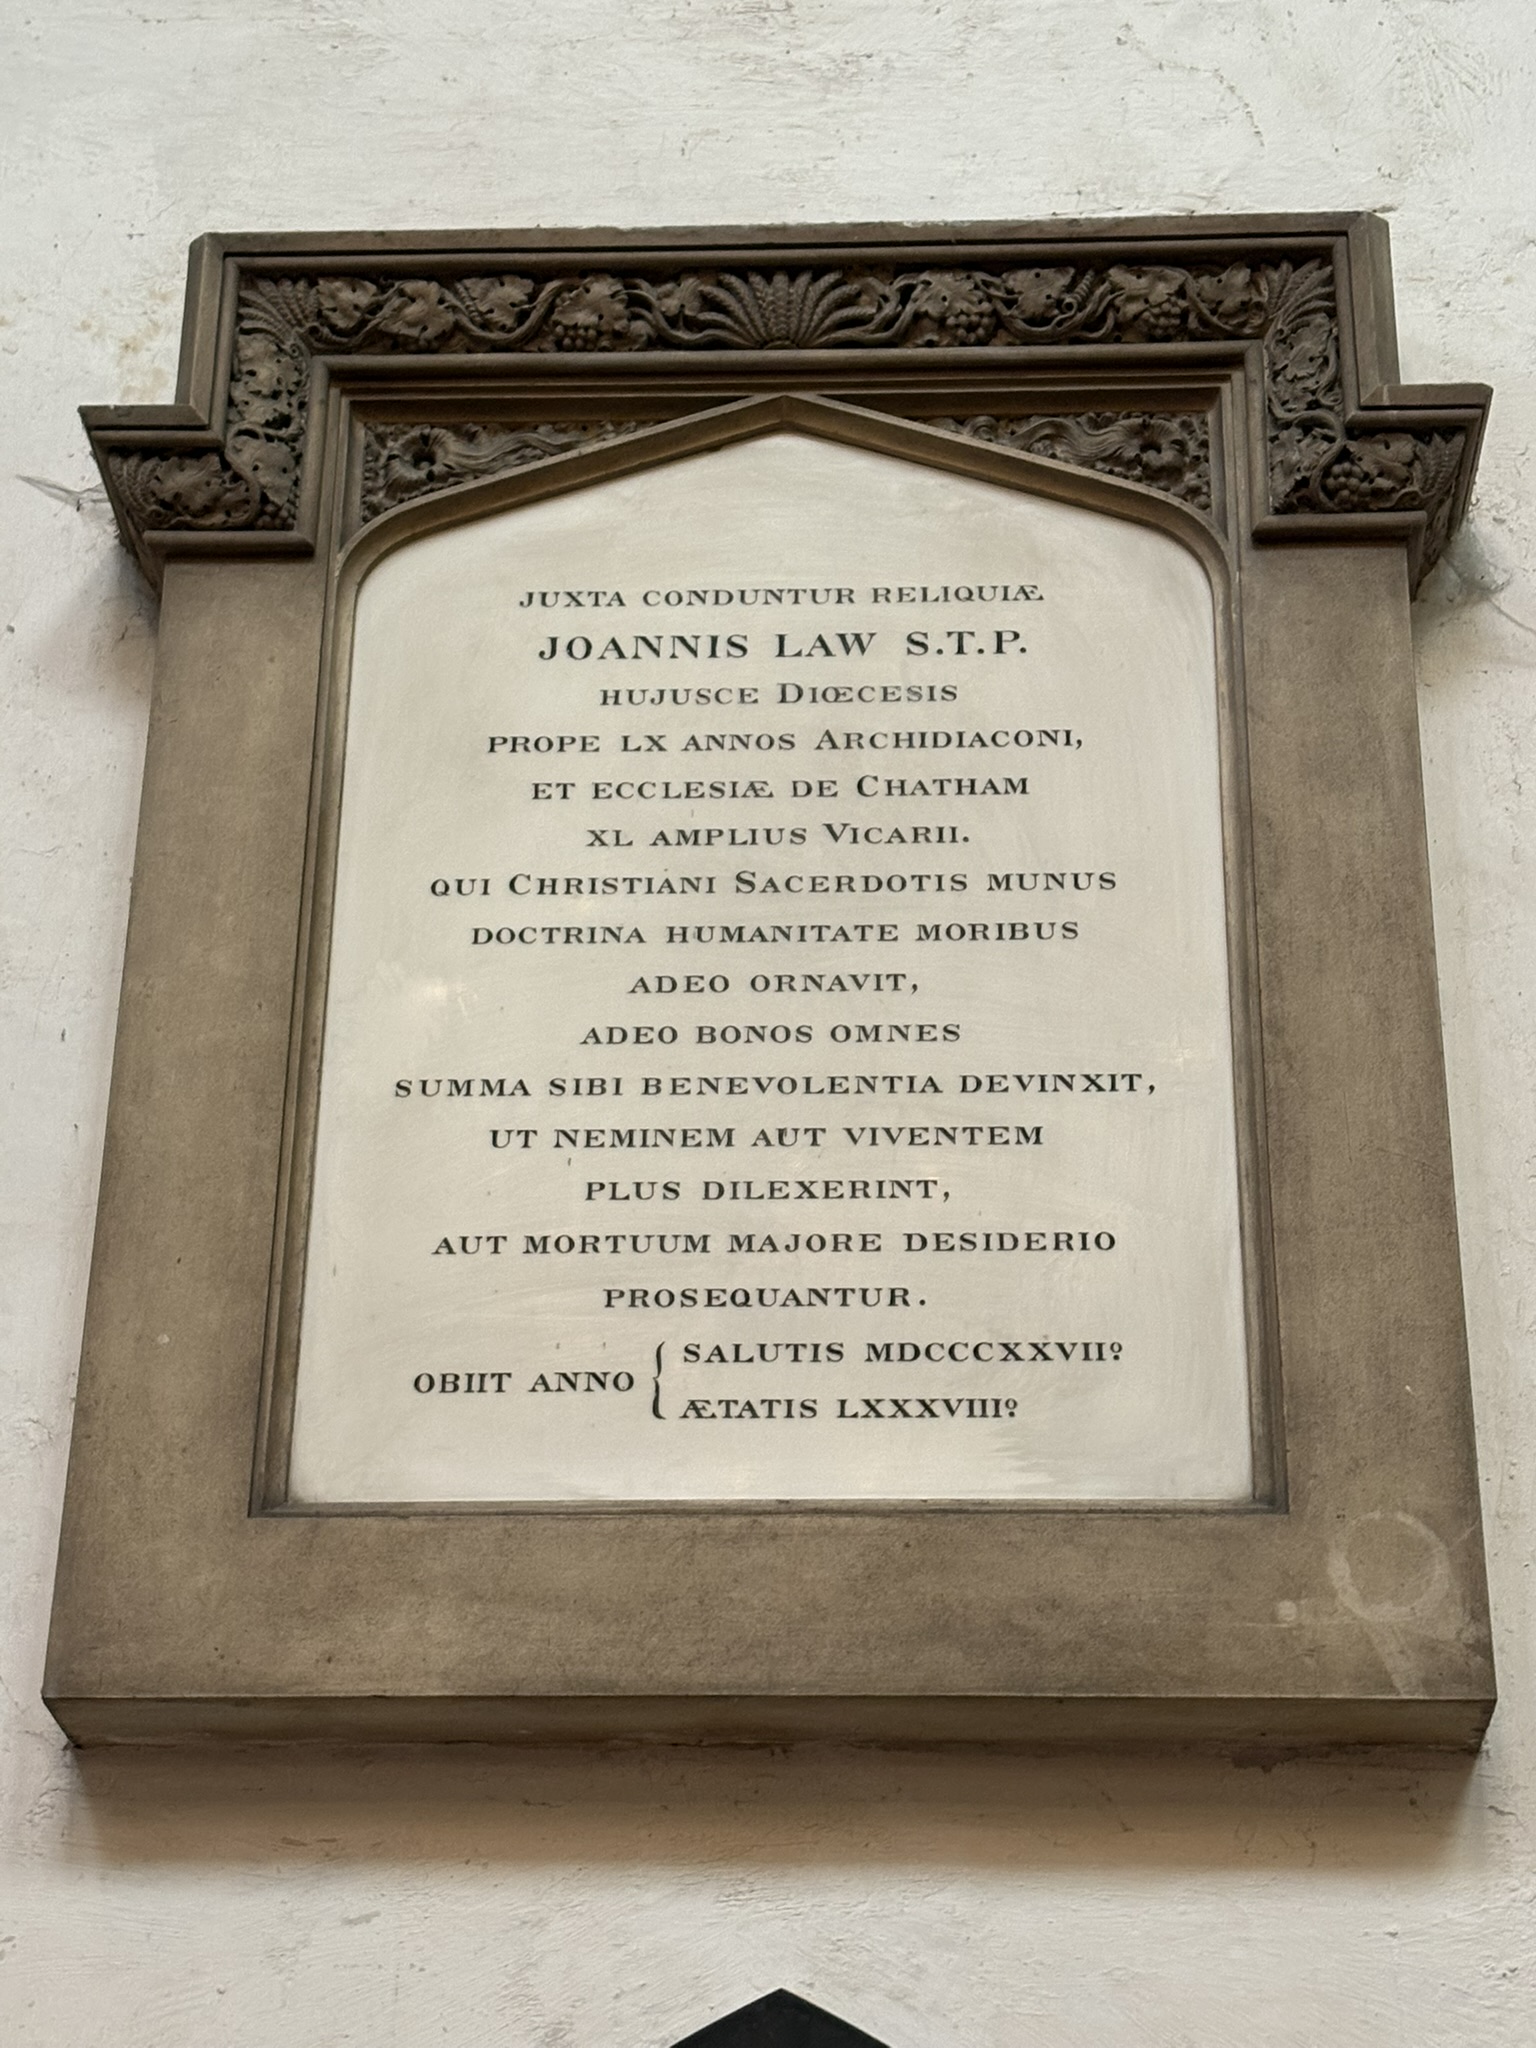 JUXTA CONDUNTUR RELIQUIÆ
JOANNIS LAW S.T.P.
HUJUSCE DIŒCESIS
PROPE LX ANNOS ARCHIDIACONI,
ET ECCLESIÆ DE CHATHAM
XL AMPLIUS VICARII.
QUI CHRISTIANI SACERDOTIS MUNUS
DOCTRINA HUMANITATE MORIBUS
ADEO ORNAVIT,
ADEO BONOS OMNES
SUMMA SIBI BENEVOLENTIA DEVINXIT,
UT NEMINEM AUT VIVENTEM
PLUS DILEXERINT,
AUT MORTUUM MAJORE DESIDERIO
PROSEQUANTUR.
OBIIT ANNO { SALUTIS MDCCCXXVIIº
ÆTATIS LXXXVIIIº